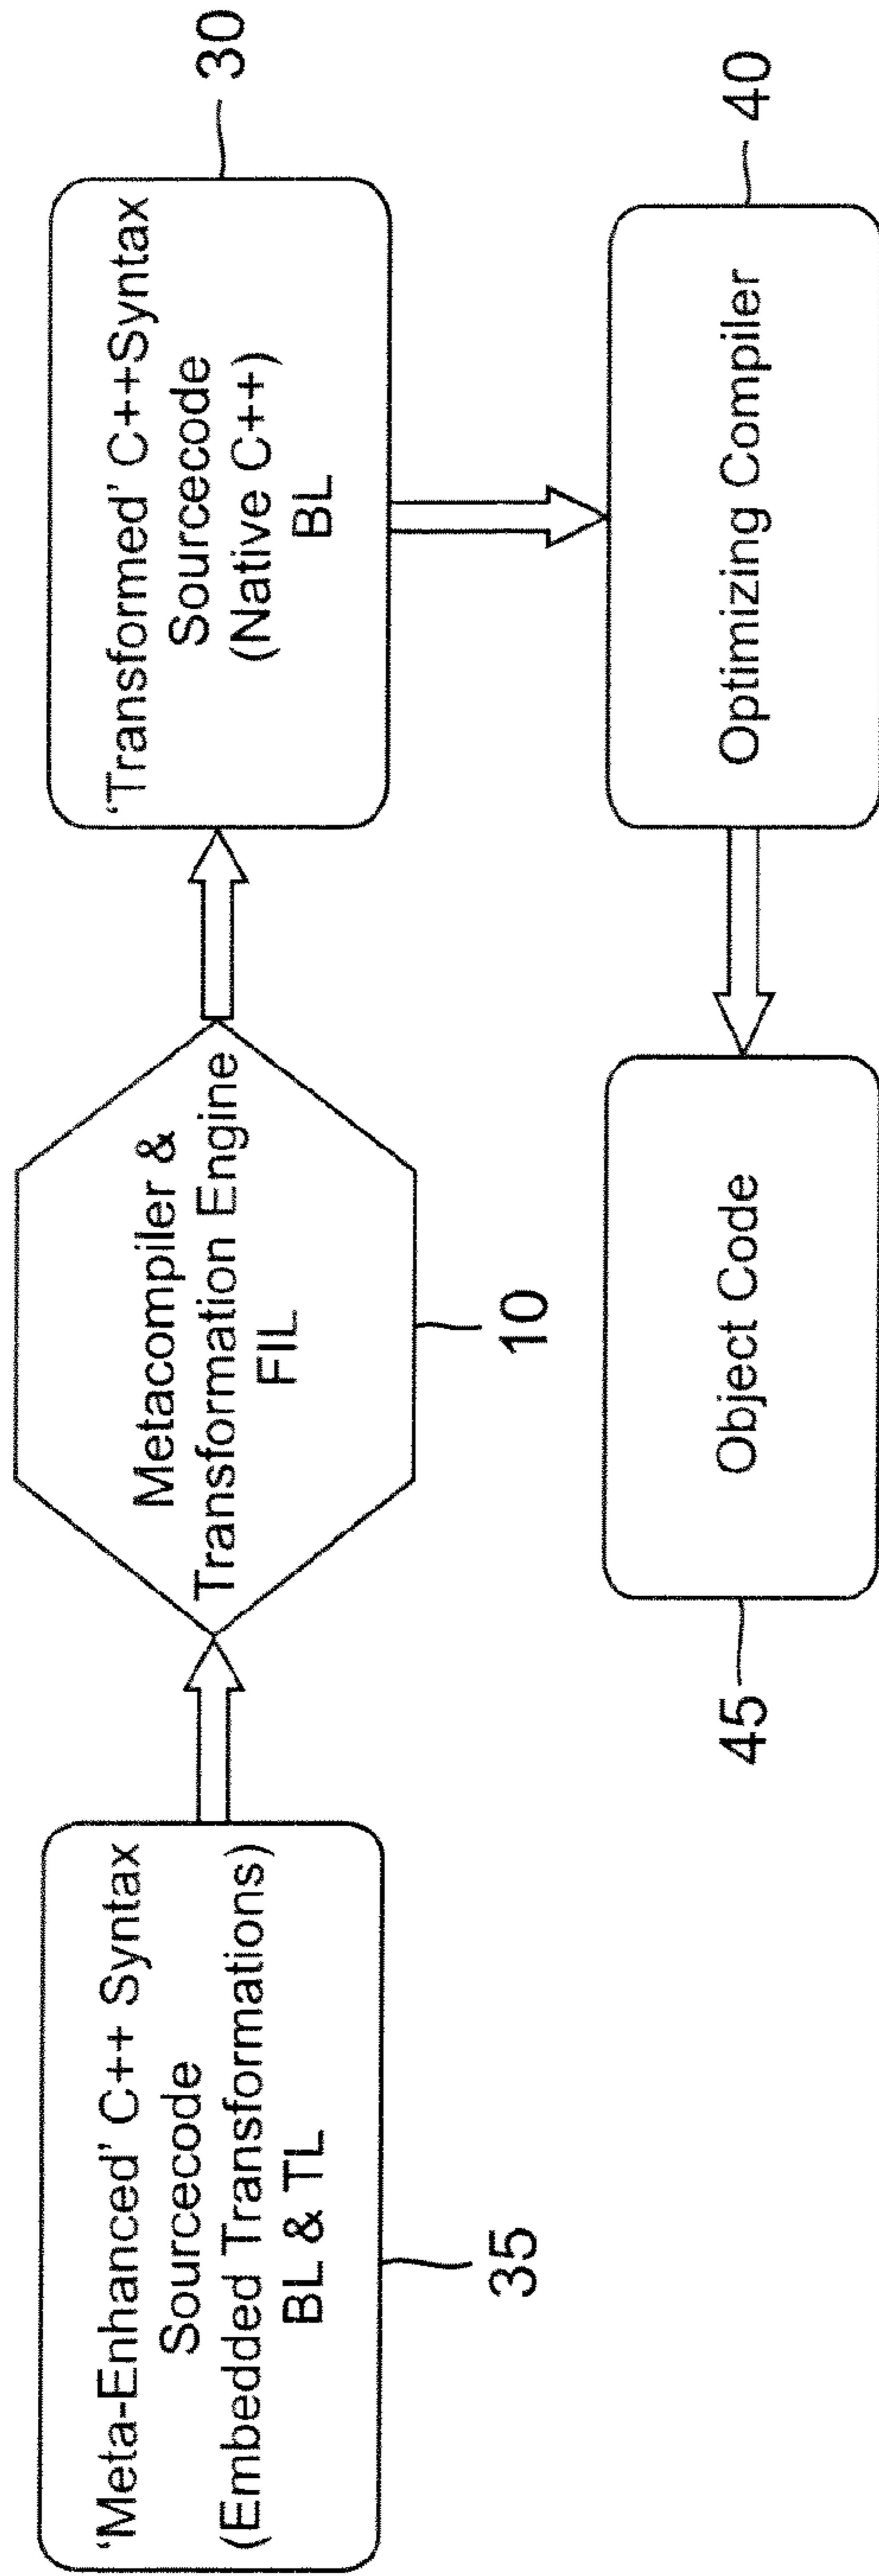 'Meta-Enhanced' C++ Syntax
Sourcecode
(Embedded Transformations)
BL & TL
35
Metacompiler &
Transformation Engine
FIL
10
'Transformed' C++Syntax
Sourcecode
(Native C++)
BL
30
Optimizing Compiler
40
Object Code
45